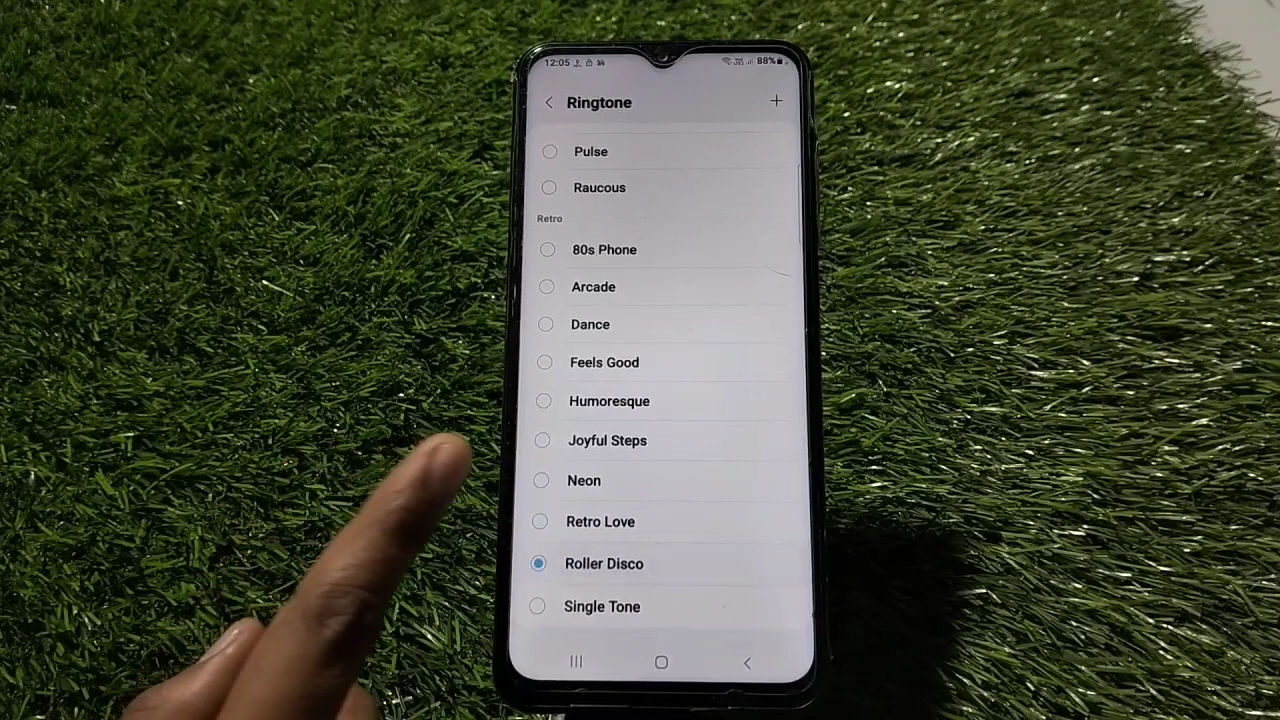 12:05 88%
Ringtone
Pulse
Raucous
Retro
80s Phone
Arcade
Dance
Feels Good
Humoresque
Joyful Steps
Neon
Retro Love
Roller Disco
Single Tone